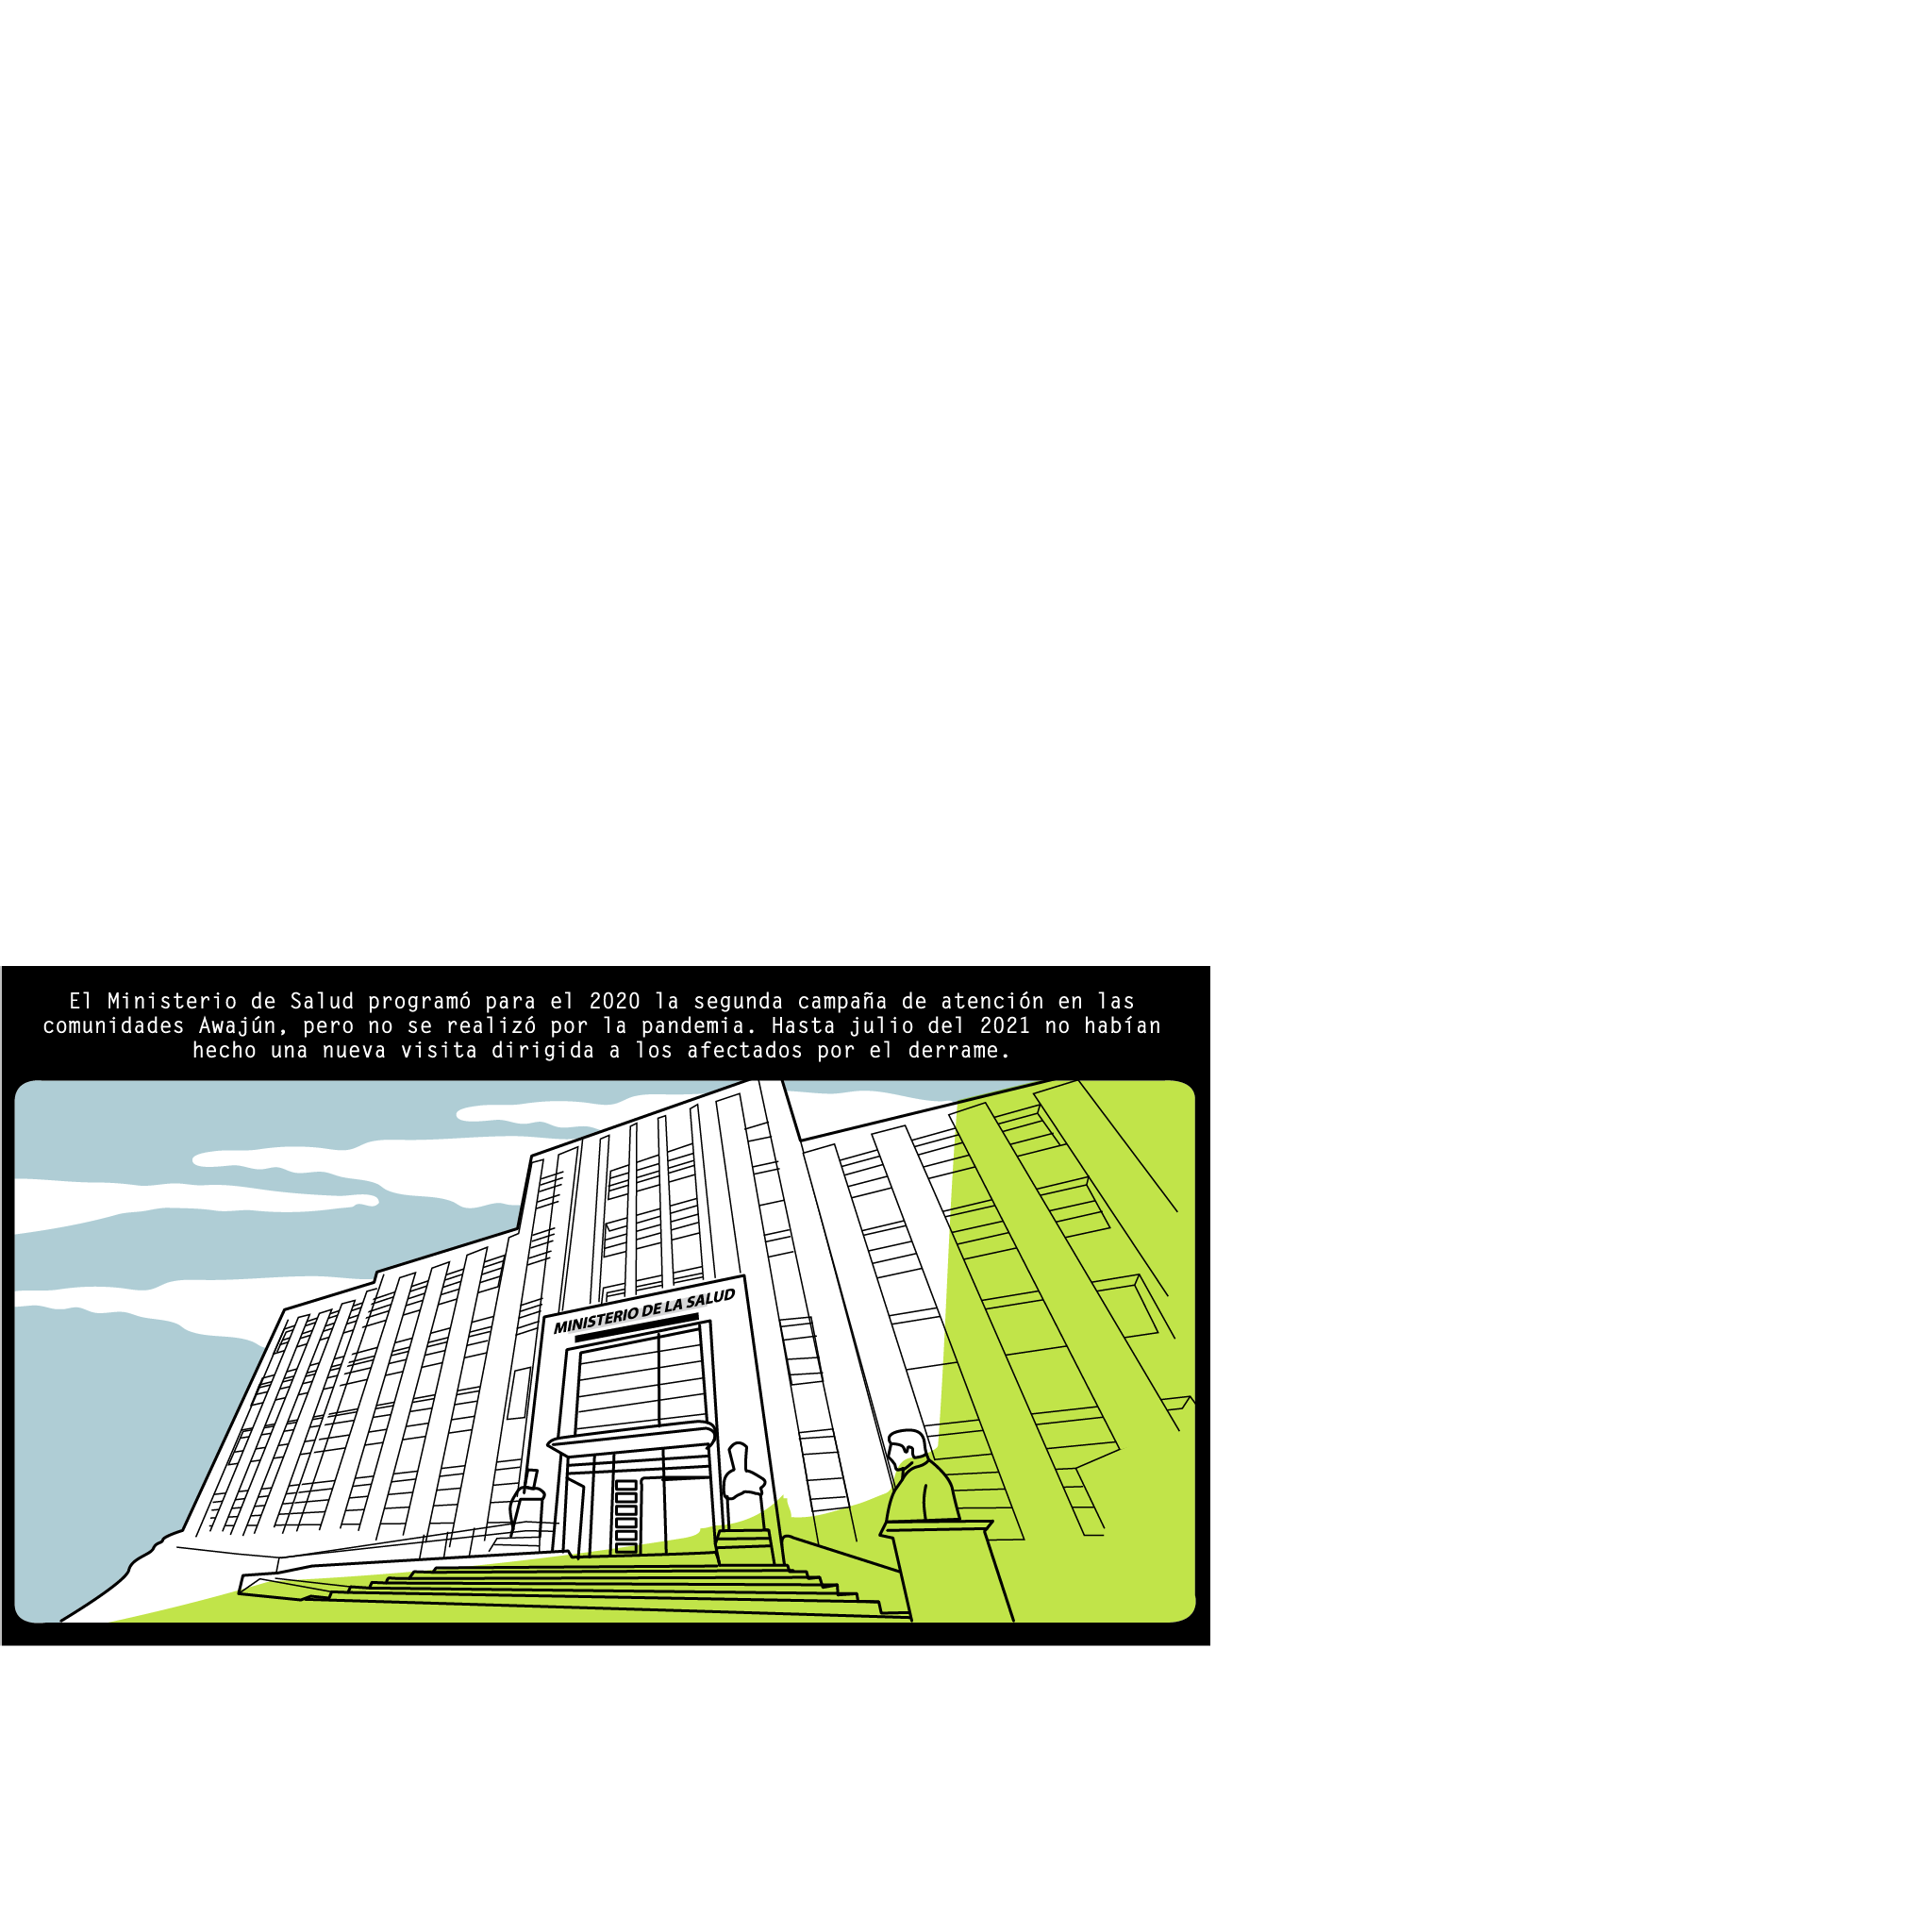 El Ministerio de Salud programó para el 2020 la segunda campaña de atención en las
comunidades Awajún, pero no se realizó por la pandemia. Hasta julio del 2021 no habían
hecho una nueva visita dirigida a los afectados por el derrame.
MINISTERIO DE LA SALUD